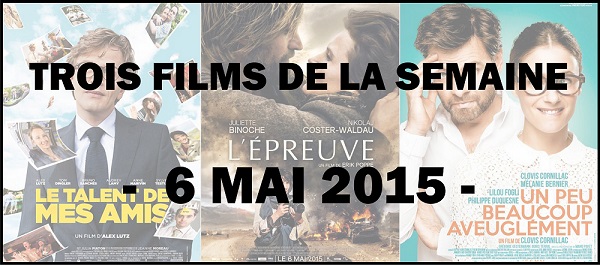 TROIS FILMS DE LA SEMAINE
- 6 MAI 2015 -
LE TALENT DE
MES AMIS
UN FILM D'ALEX LUTZ
JULIETTE BINOCHE
NIKOLAJ COSTER-WALDAU
L'ÉPREUVE
UN FILM DE ERIK POPPE
LE 6 MAI 2015
CLOVIS CORNILLAC
MÉLANIE BERNIER
LILOU FOGLI
PHILIPPE DUQUESNE
UN PEU
BEAUCOUP
AVEUGLÉMENT
UN FILM DE CLOVIS CORNILLAC